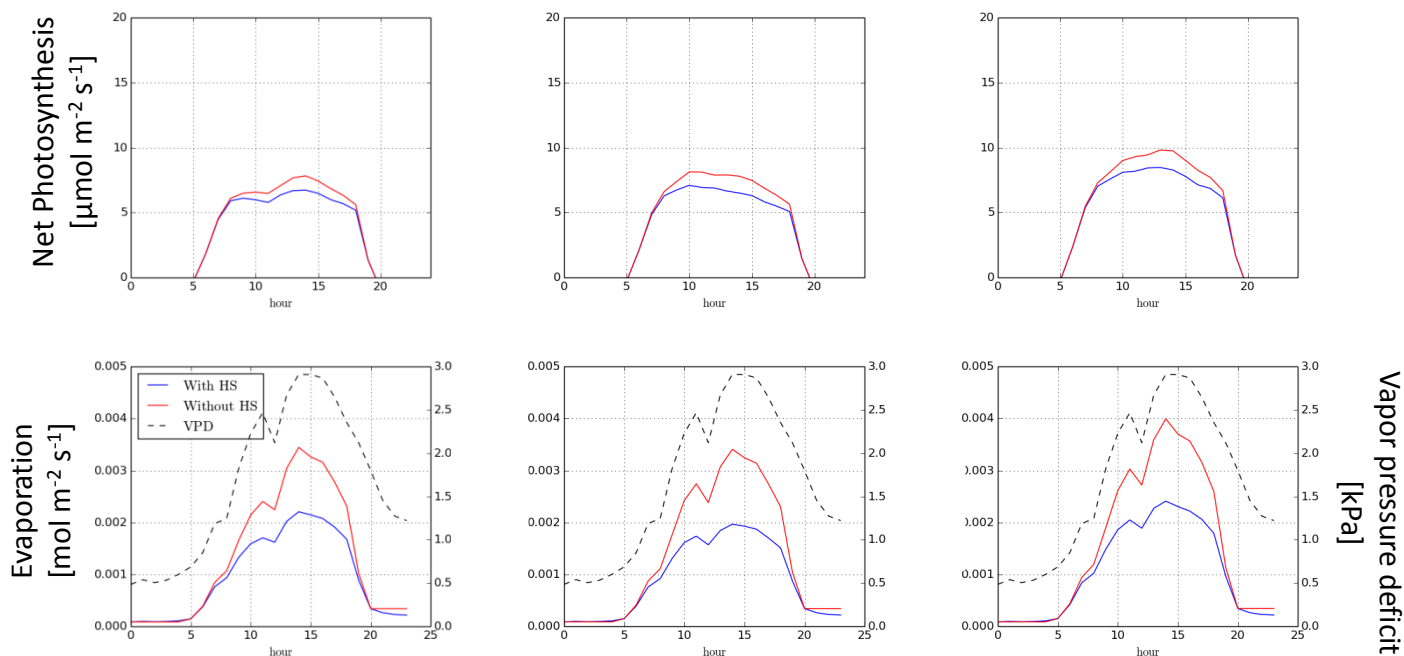 Net Photosynthesis
[µmol m-2 s-1]
20
15
10
5
0
0 5 10 15 20
hour
20
15
10
5
0
0 5 10 15 20
hour
20
15
10
5
0
0 5 10 15 20
hour
Evaporation
[mol m-2 s-1]
0.005
0.004
0.003
0.002
0.001
0.000
With HS
Without HS
VPD
3.0
2.5
2.0
1.5
1.0
0.5
0.0
0 5 10 15 20 25
hour
0.005
0.004
0.003
0.002
0.001
0.000
3.0
2.5
2.0
1.5
1.0
0.5
0.0
0 5 10 15 20 25
hour
0.005
0.004
0.003
0.002
0.001
0.000
3.0
2.5
2.0
1.5
1.0
0.5
0.0
0 5 10 15 20 25
hour
Vapor pressure deficit
[kPa]